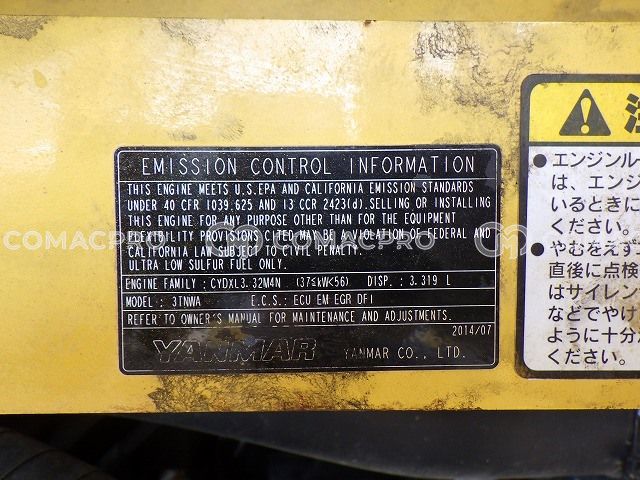 EMISSION CONTROL INFORMATION
THIS ENGINE MEETS U.S.EPA AND CALIFORNIA EMISSION STANDARDS
UNDER 40 CFR 1039.625 AND 13 CCR 2423(d). SELLING OR INSTALLING
THIS ENGINE FOR ANY PURPOSE OTHER THAN FOR THE EQUIPMENT
FLEXIBILITY PROVISIONS CITED MAY BE A VIOLATION OF FEDERAL AND
CALIFORNIA LAW SUBJECT TO CIVIL PENALTY.
ULTRA LOW SULFUR FUEL ONLY.
ENGINE FAMILY : CYDXL3.32M4N (37≤kW<56) DISP. : 3.319 L
MODEL : 3TNWA E.C.S.: ECU EM EGR DFI
REFER TO OWNER'S MANUAL FOR MAINTENANCE AND ADJUSTMENTS.
2014/07
YANMAR YANMAR CO., LTD.
注
● エンジンル
は、エンジ
いるときに
ください。
● やむをえず
直後に点検
はサイレン
などでやけ
ように十分
ください。
COMACPRO
COMACPRO